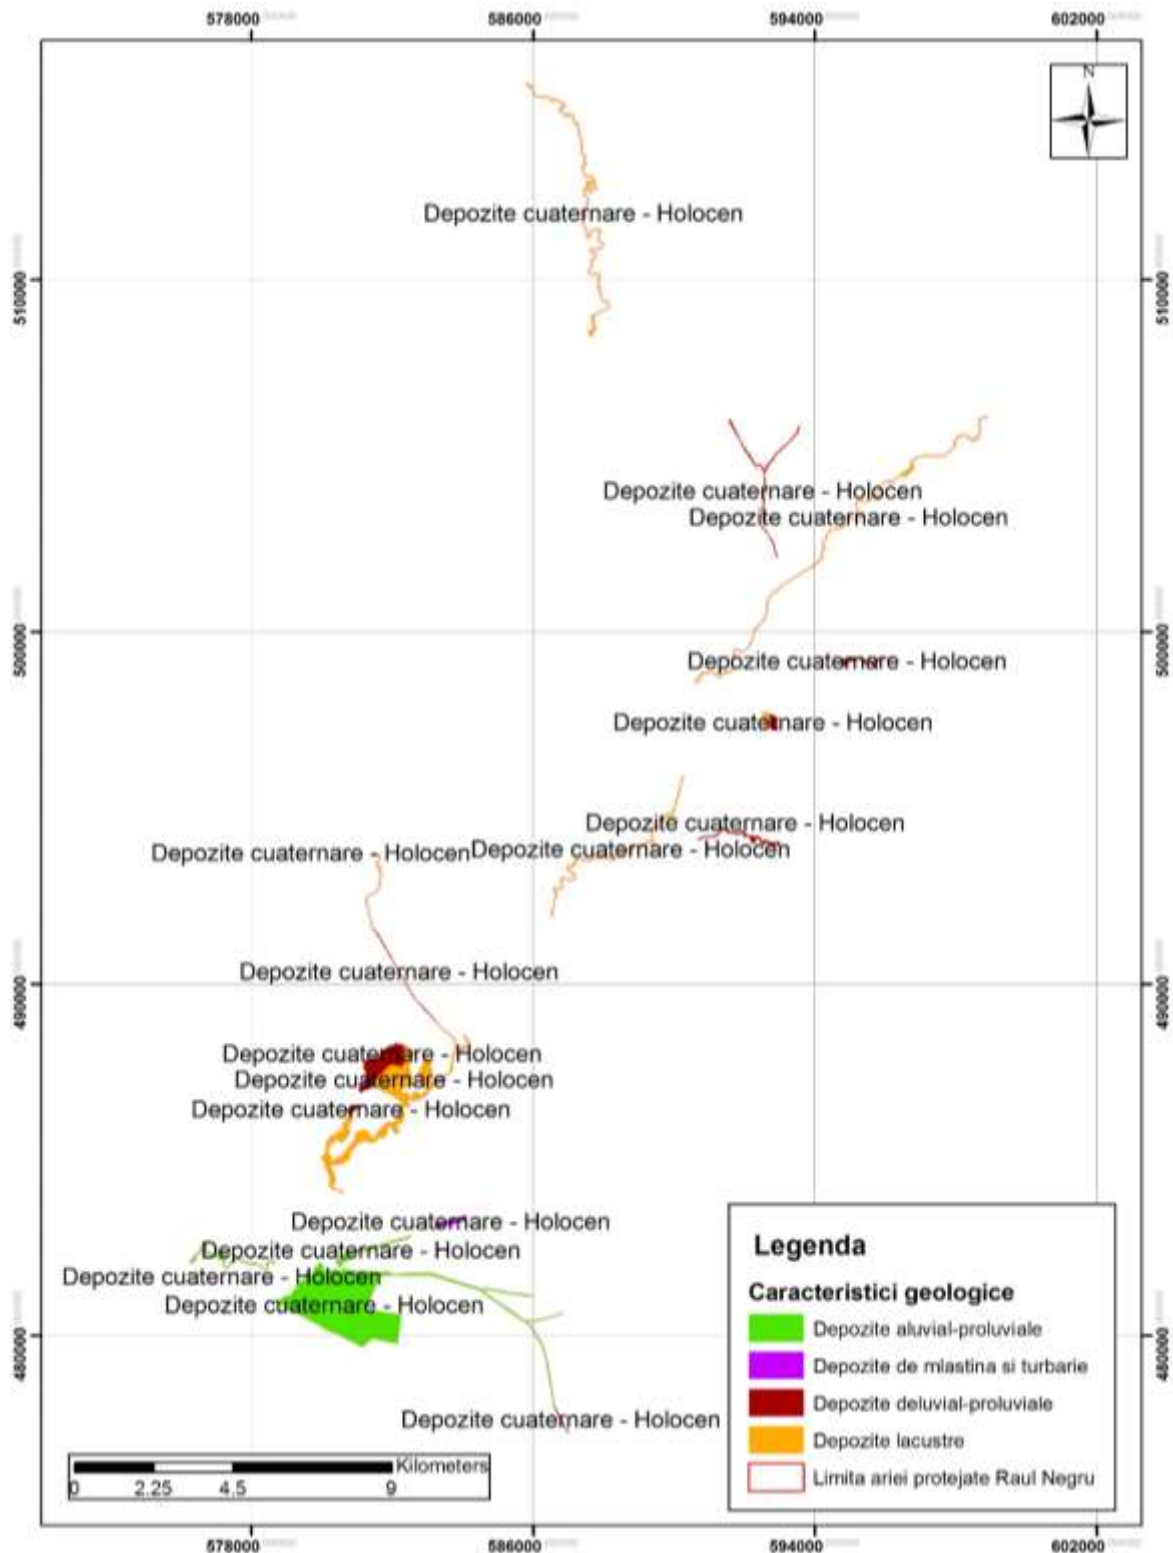 578000 586000 594000 602000
N
Depozite cuaternare - Holocen
510000 510000
Depozite cuaternare - Holocen
Depozite cuaternare - Holocen
500000 500000
Depozite cuaternare - Holocen
Depozite cuaternare - Holocen
Depozite cuaternare - Holocen
Depozite cuaternare - Holocen Depozite cuaternare - Holocen
Depozite cuaternare - Holocen
490000 490000
Depozite cuaternare - Holocen
Depozite cuaternare - Holocen
Depozite cuaternare - Holocen
Depozite cuaternare - Holocen
Depozite cuaternare - Holocen
Depozite cuaternare - Holocen
Depozite cuaternare - Holocen
480000 480000
Depozite cuaternare - Holocen
Legenda
Caracteristici geologice
Depozite aluvial-proluviale
Depozite de mlastina si turbarie
Depozite deluvial-proluviale
Depozite lacustre
Limita ariei protejate Raul Negru
Kilometers
0 2.25 4.5 9
578000 586000 594000 602000